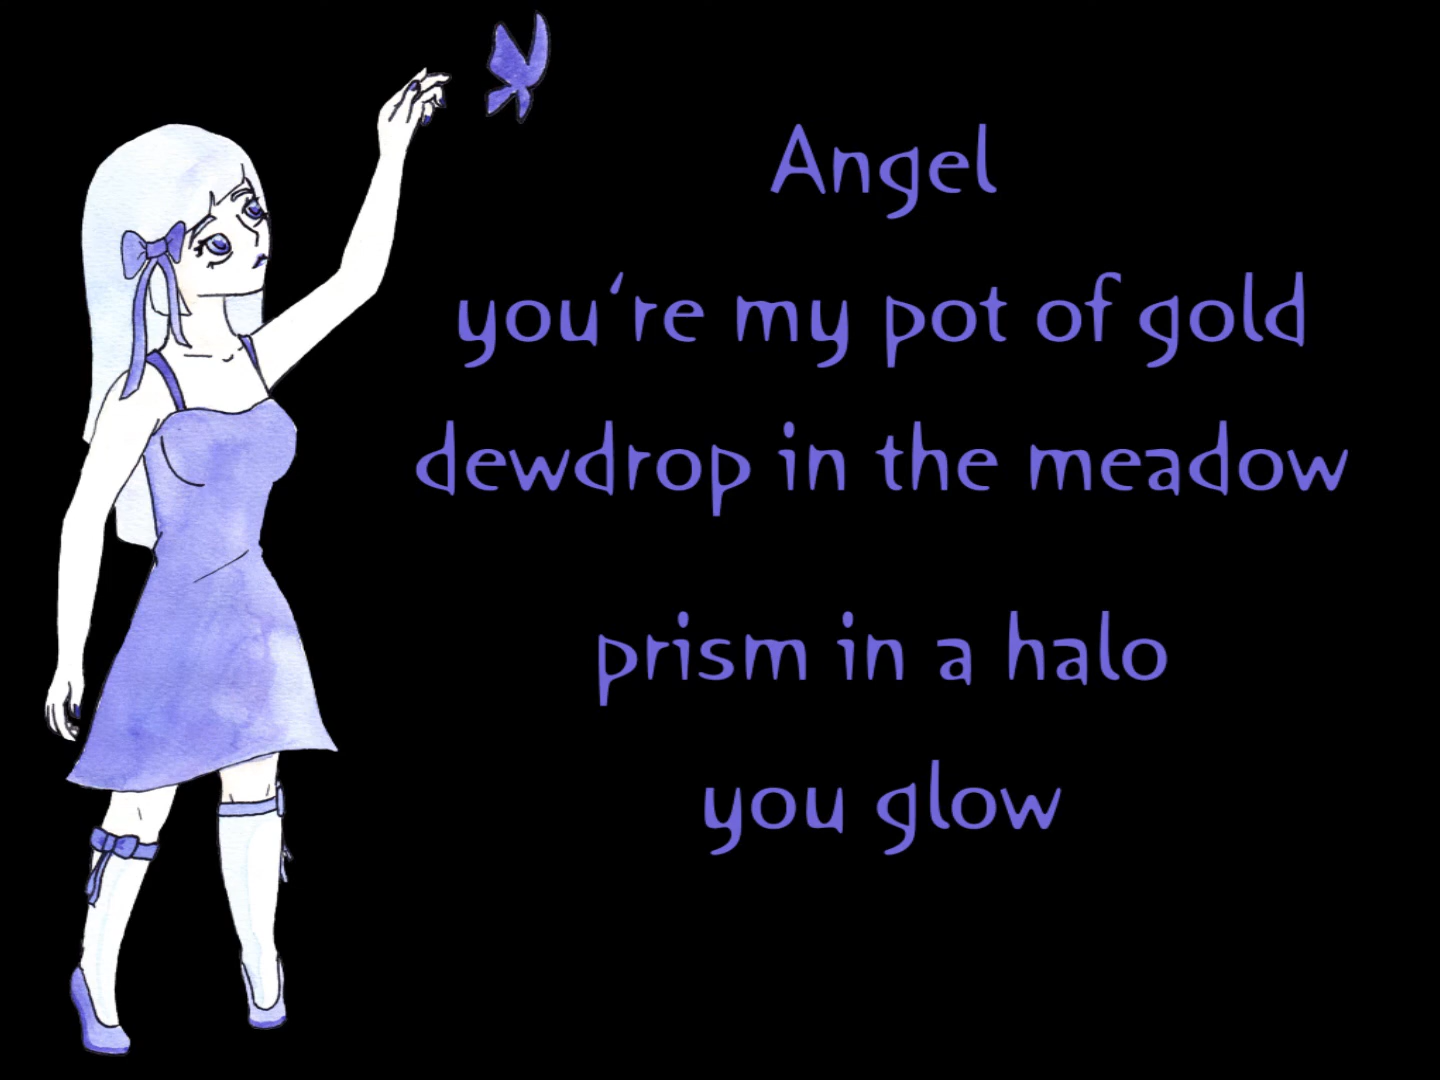 Angel
you're my pot of gold
dewdrop in the meadow
prism in a halo
you glow